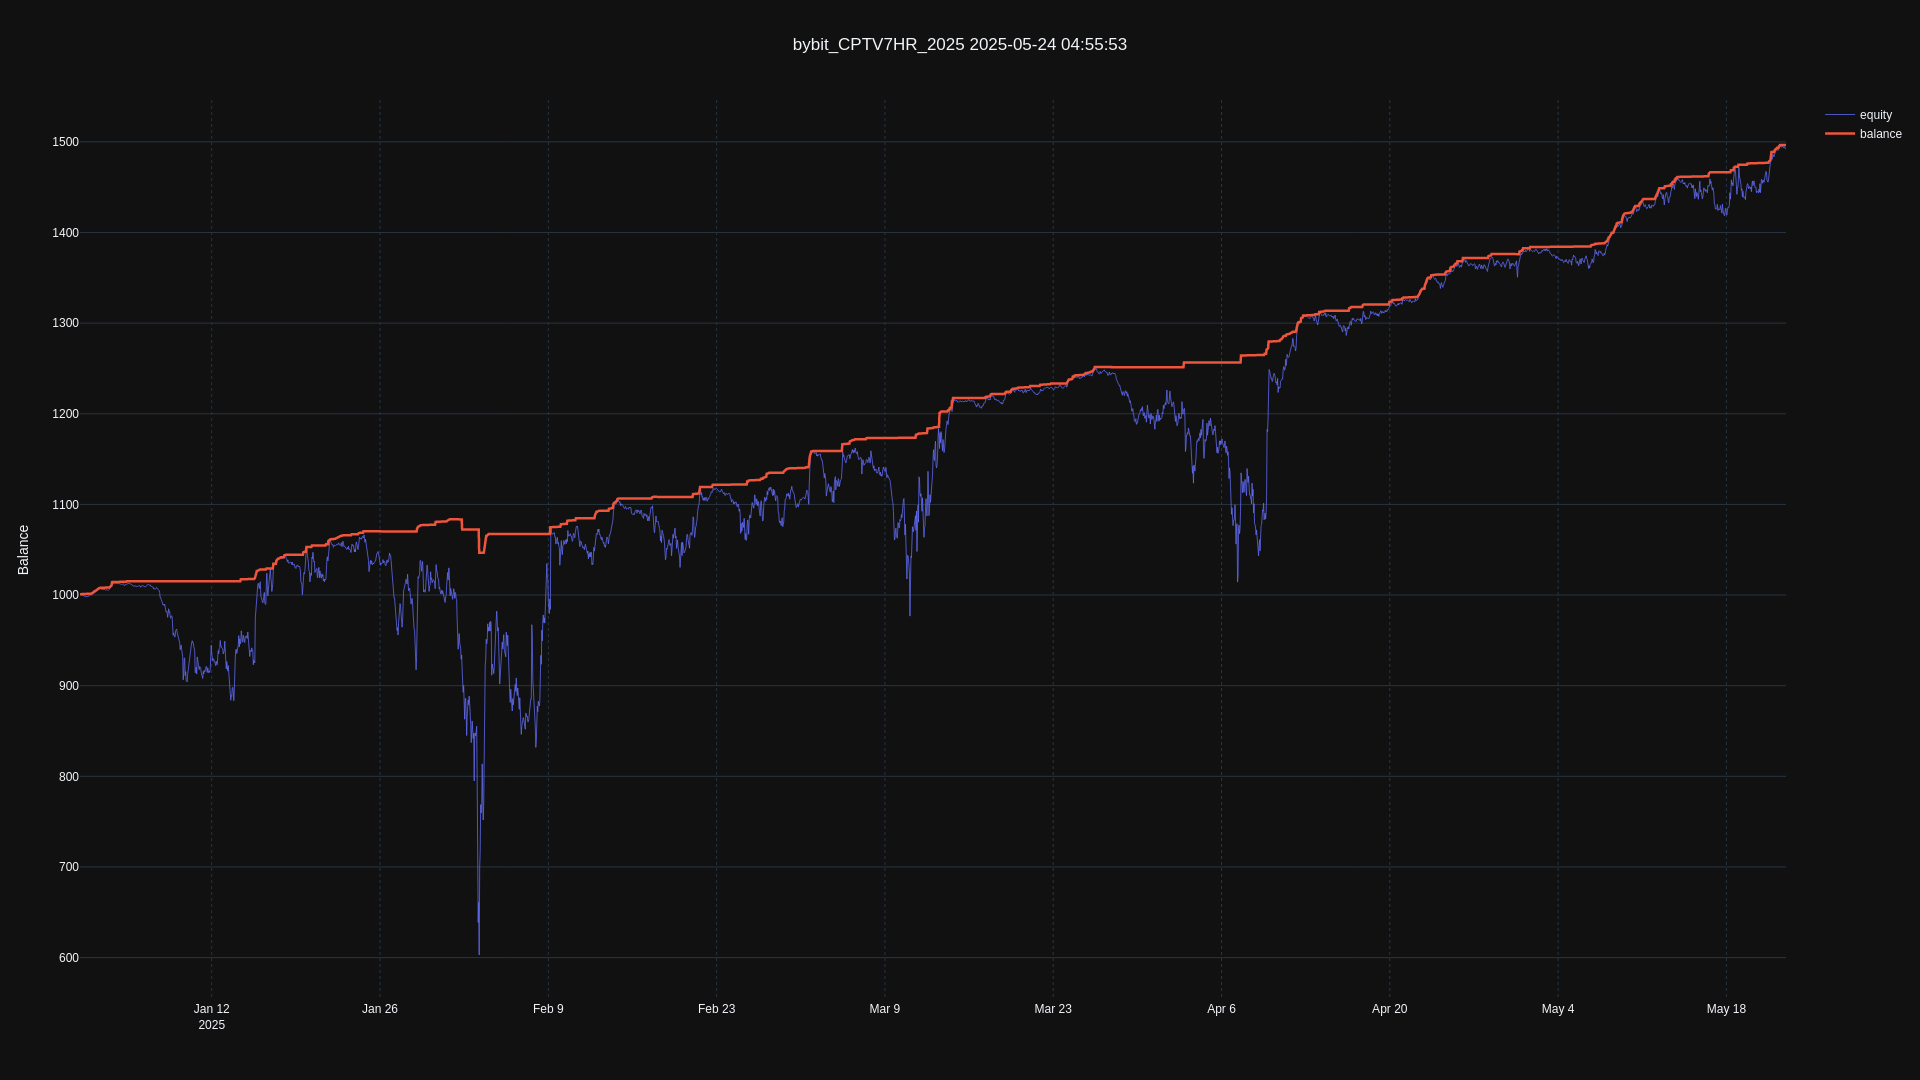 bybit_CPTV7HR_2025 2025-05-24 04:55:53
equity
balance
Balance
1500
1400
1300
1200
1100
1000
900
800
700
600
Jan 12
2025
Jan 26
Feb 9
Feb 23
Mar 9
Mar 23
Apr 6
Apr 20
May 4
May 18